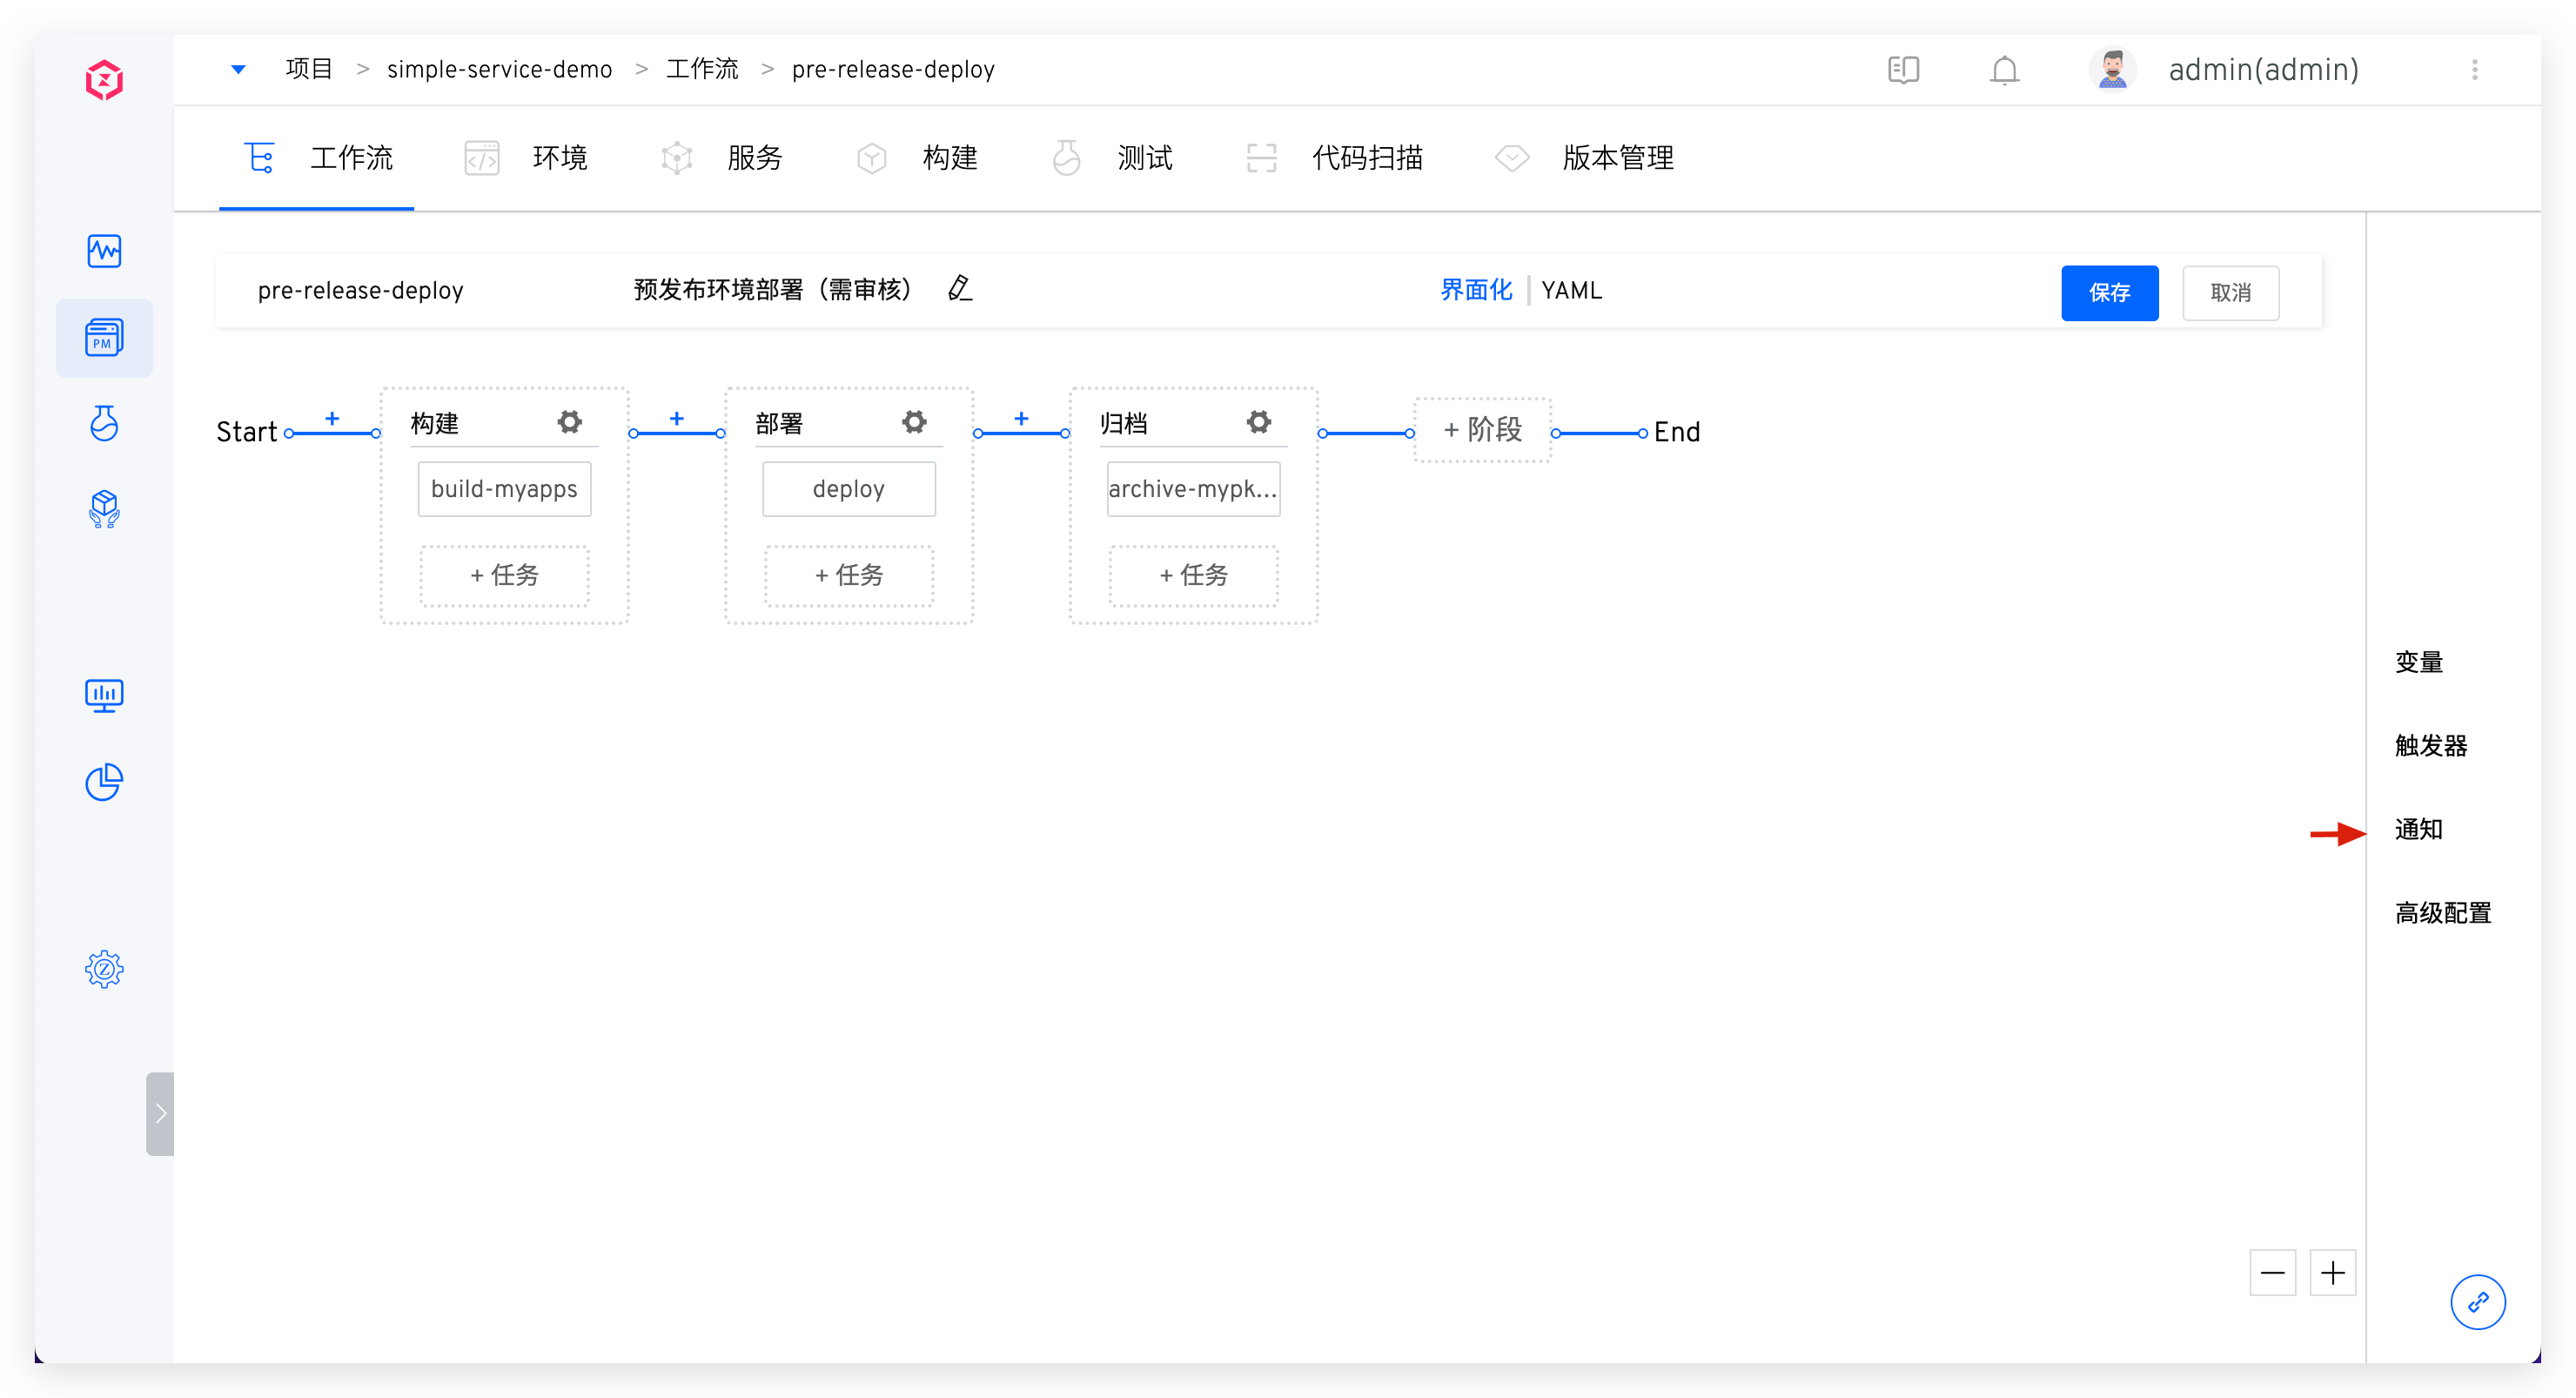 项目 > simple-service-demo > 工作流 > pre-release-deploy
admin(admin)
工作流 环境 服务 构建 测试 代码扫描 版本管理
PM
pre-release-deploy 预发布环境部署（需审核） 界面化 | YAML 保存 取消
Start + 构建 + 部署 + 归档 + 阶段 End
build-myapps deploy archive-mypk...
+ 任务 + 任务 + 任务
变量
触发器
通知
高级配置
Z